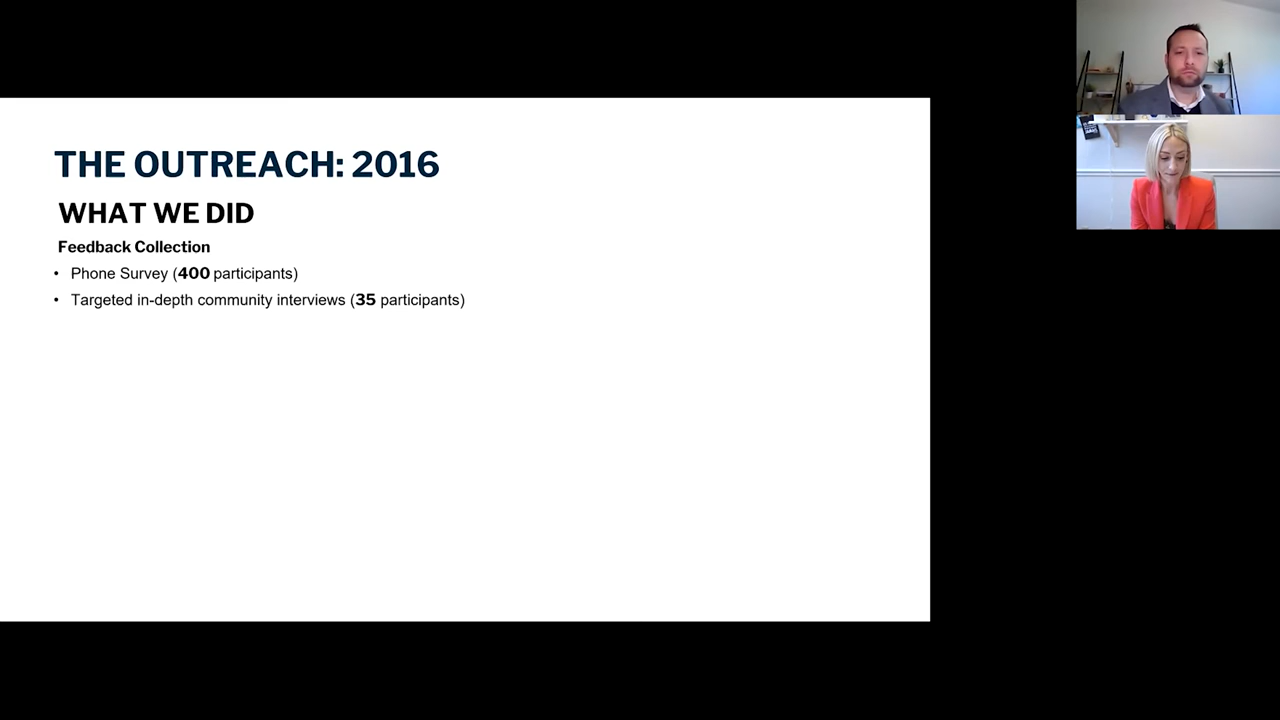 THE OUTREACH: 2016
WHAT WE DID
Feedback Collection
• Phone Survey (400 participants)
• Targeted in-depth community interviews (35 participants)